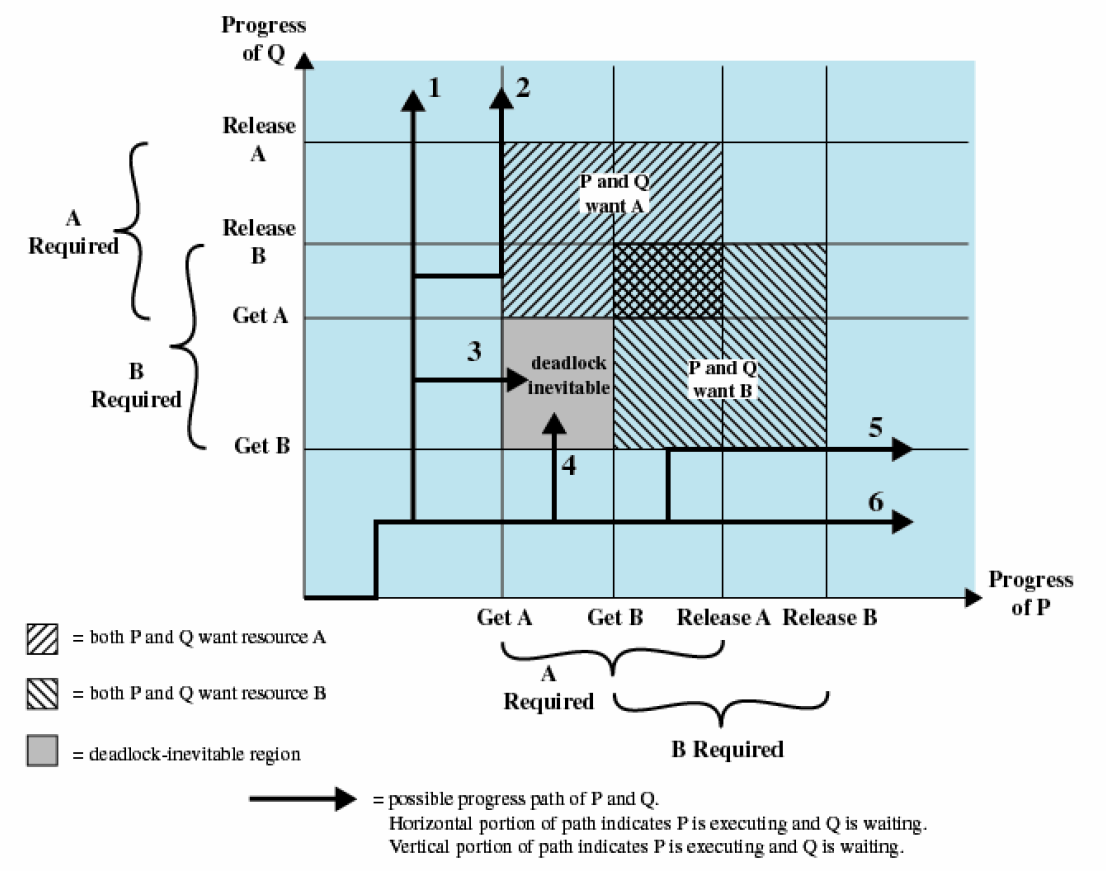 Progress
of Q
1
2
Release
A
P and Q
want A
A
Required
Release
B
Get A
3
deadlock
inevitable
P and Q
want B
B
Required
5
Get B
4
6
Progress
of P
Get A
Get B
Release A
Release B
= both P and Q want resource A
A
Required
= both P and Q want resource B
B Required
= deadlock-inevitable region
= possible progress path of P and Q.
Horizontal portion of path indicates P is executing and Q is waiting.
Vertical portion of path indicates P is executing and Q is waiting.